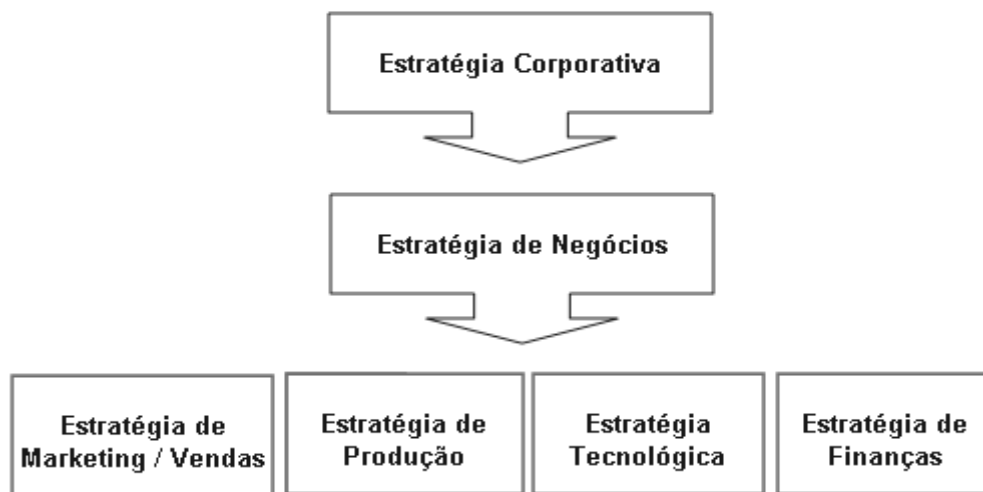 Estratégia Corporativa
Estratégia de Negócios
Estratégia de
Marketing / Vendas
Estratégia de
Produção
Estratégia
Tecnológica
Estratégia de
Finanças